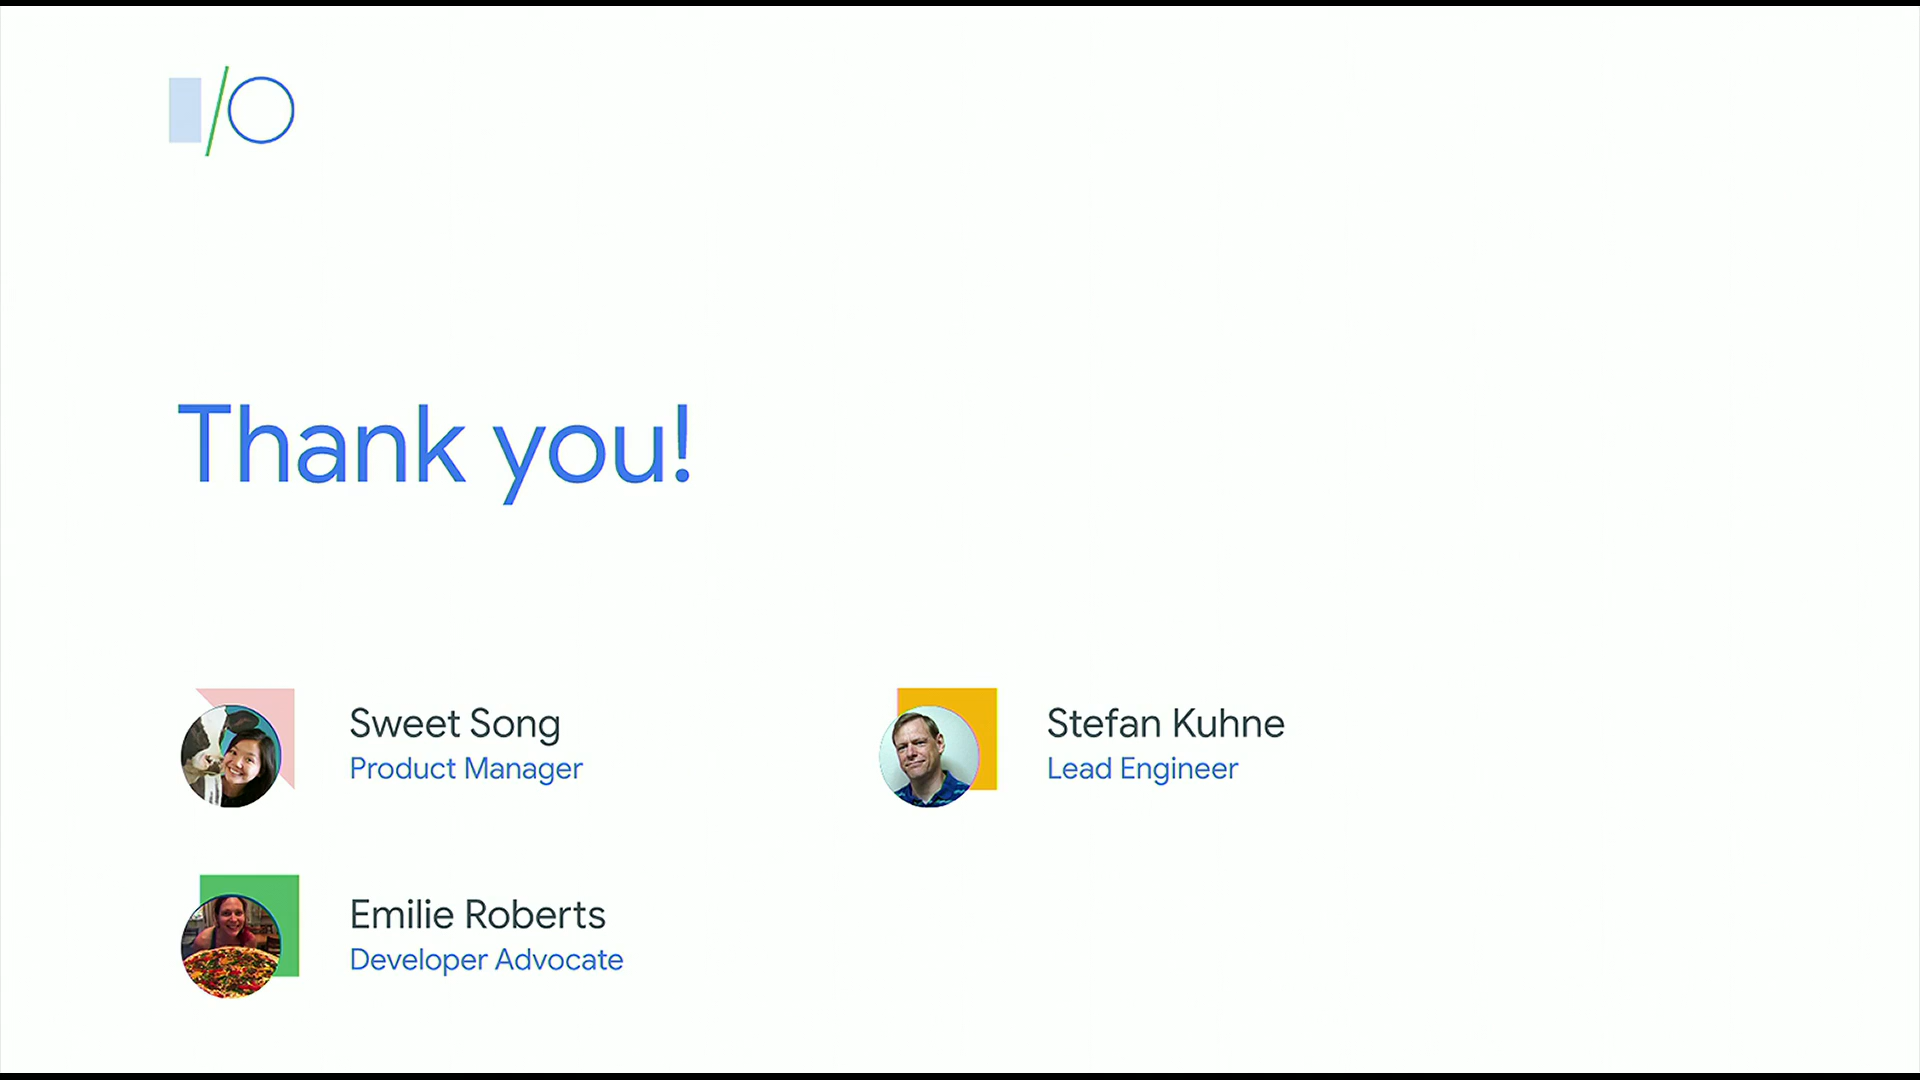 I/O
Thank you!
Sweet Song
Product Manager
Stefan Kuhne
Lead Engineer
Emilie Roberts
Developer Advocate